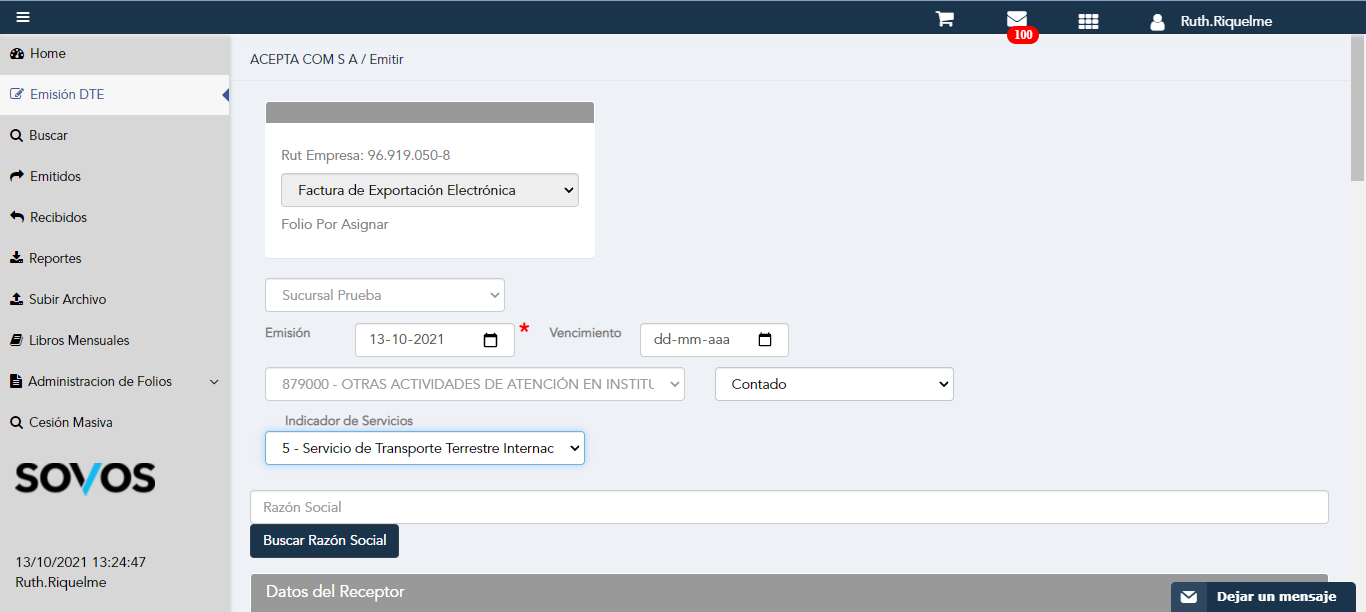 100
Ruth.Riquelme
Home
Emisión DTE
Buscar
Emitidos
Recibidos
Reportes
Subir Archivo
Libros Mensuales
Administracion de Folios
Cesión Masiva
SOVOS
13/10/2021 13:24:47
Ruth.Riquelme
ACEPTA COM S A / Emitir
Rut Empresa: 96.919.050-8
Factura de Exportación Electrónica
Folio Por Asignar
Sucursal Prueba
Emisión 13-10-2021 * Vencimiento dd-mm-aaa
879000 - OTRAS ACTIVIDADES DE ATENCIÓN EN INSTITU Contado
Indicador de Servicios
5 - Servicio de Transporte Terrestre Internac
Razón Social
Buscar Razón Social
Datos del Receptor
Dejar un mensaje